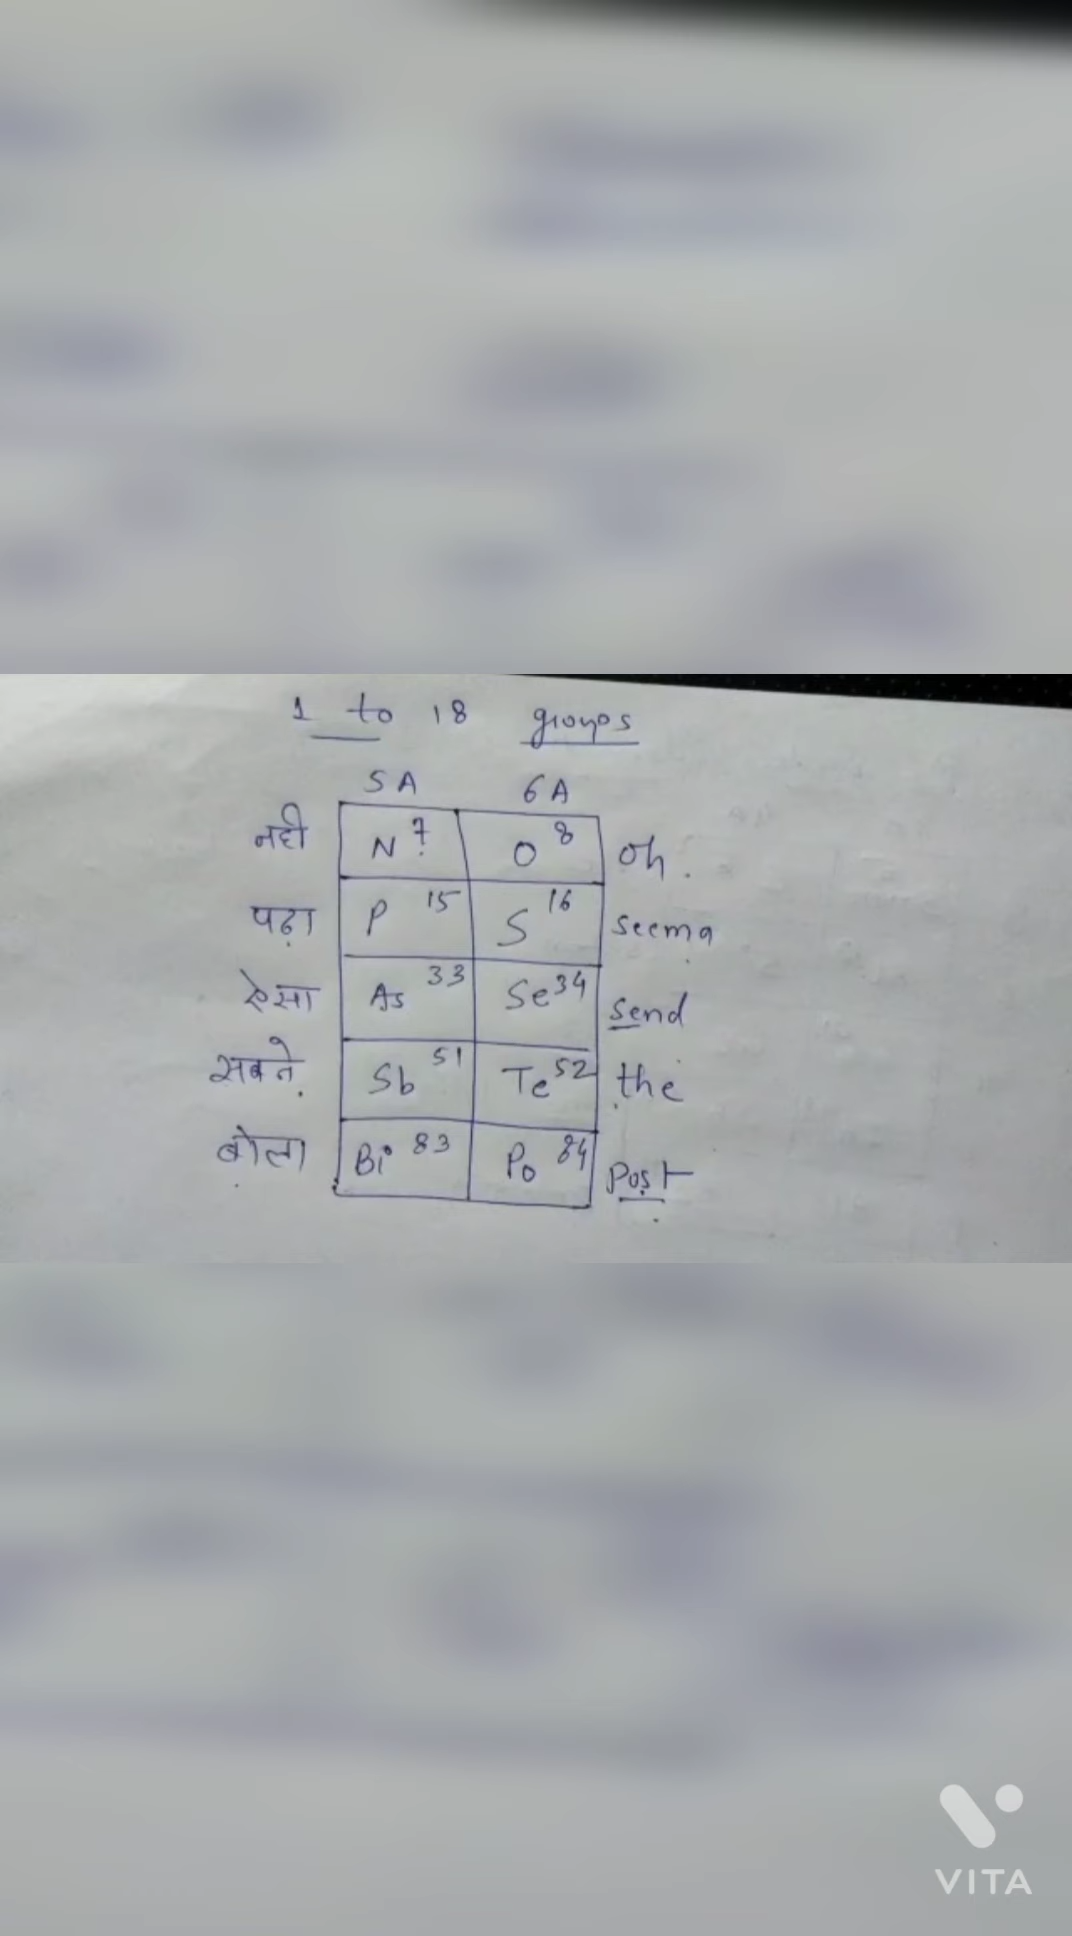 1 to 18 groups
5A 6A
नही N 7 O 8 oh.
पढ़ा P 15 S 16 seema
ऐसा As 33 Se 34 send
सबने Sb 51 Te 52 the
बोला Bi 83 Po 84 Post
VITA